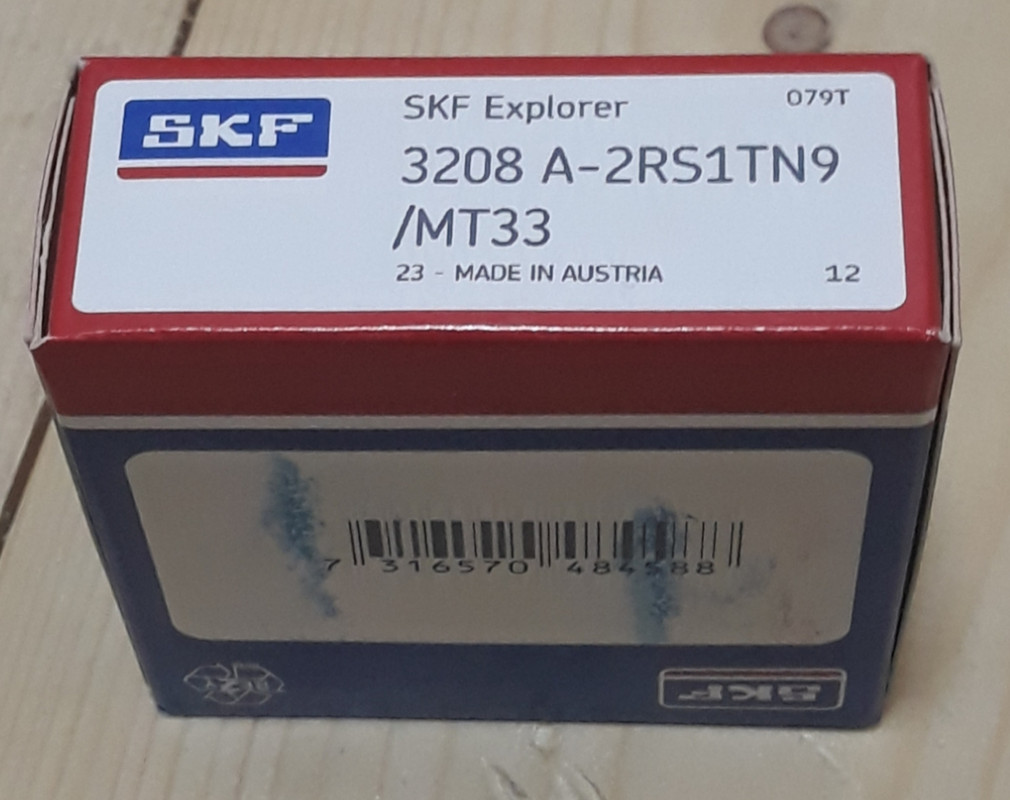 SKF
SKF Explorer
079T
3208 A-2RS1TN9
/MT33
23 - MADE IN AUSTRIA
12
7 316570 484588
SKF